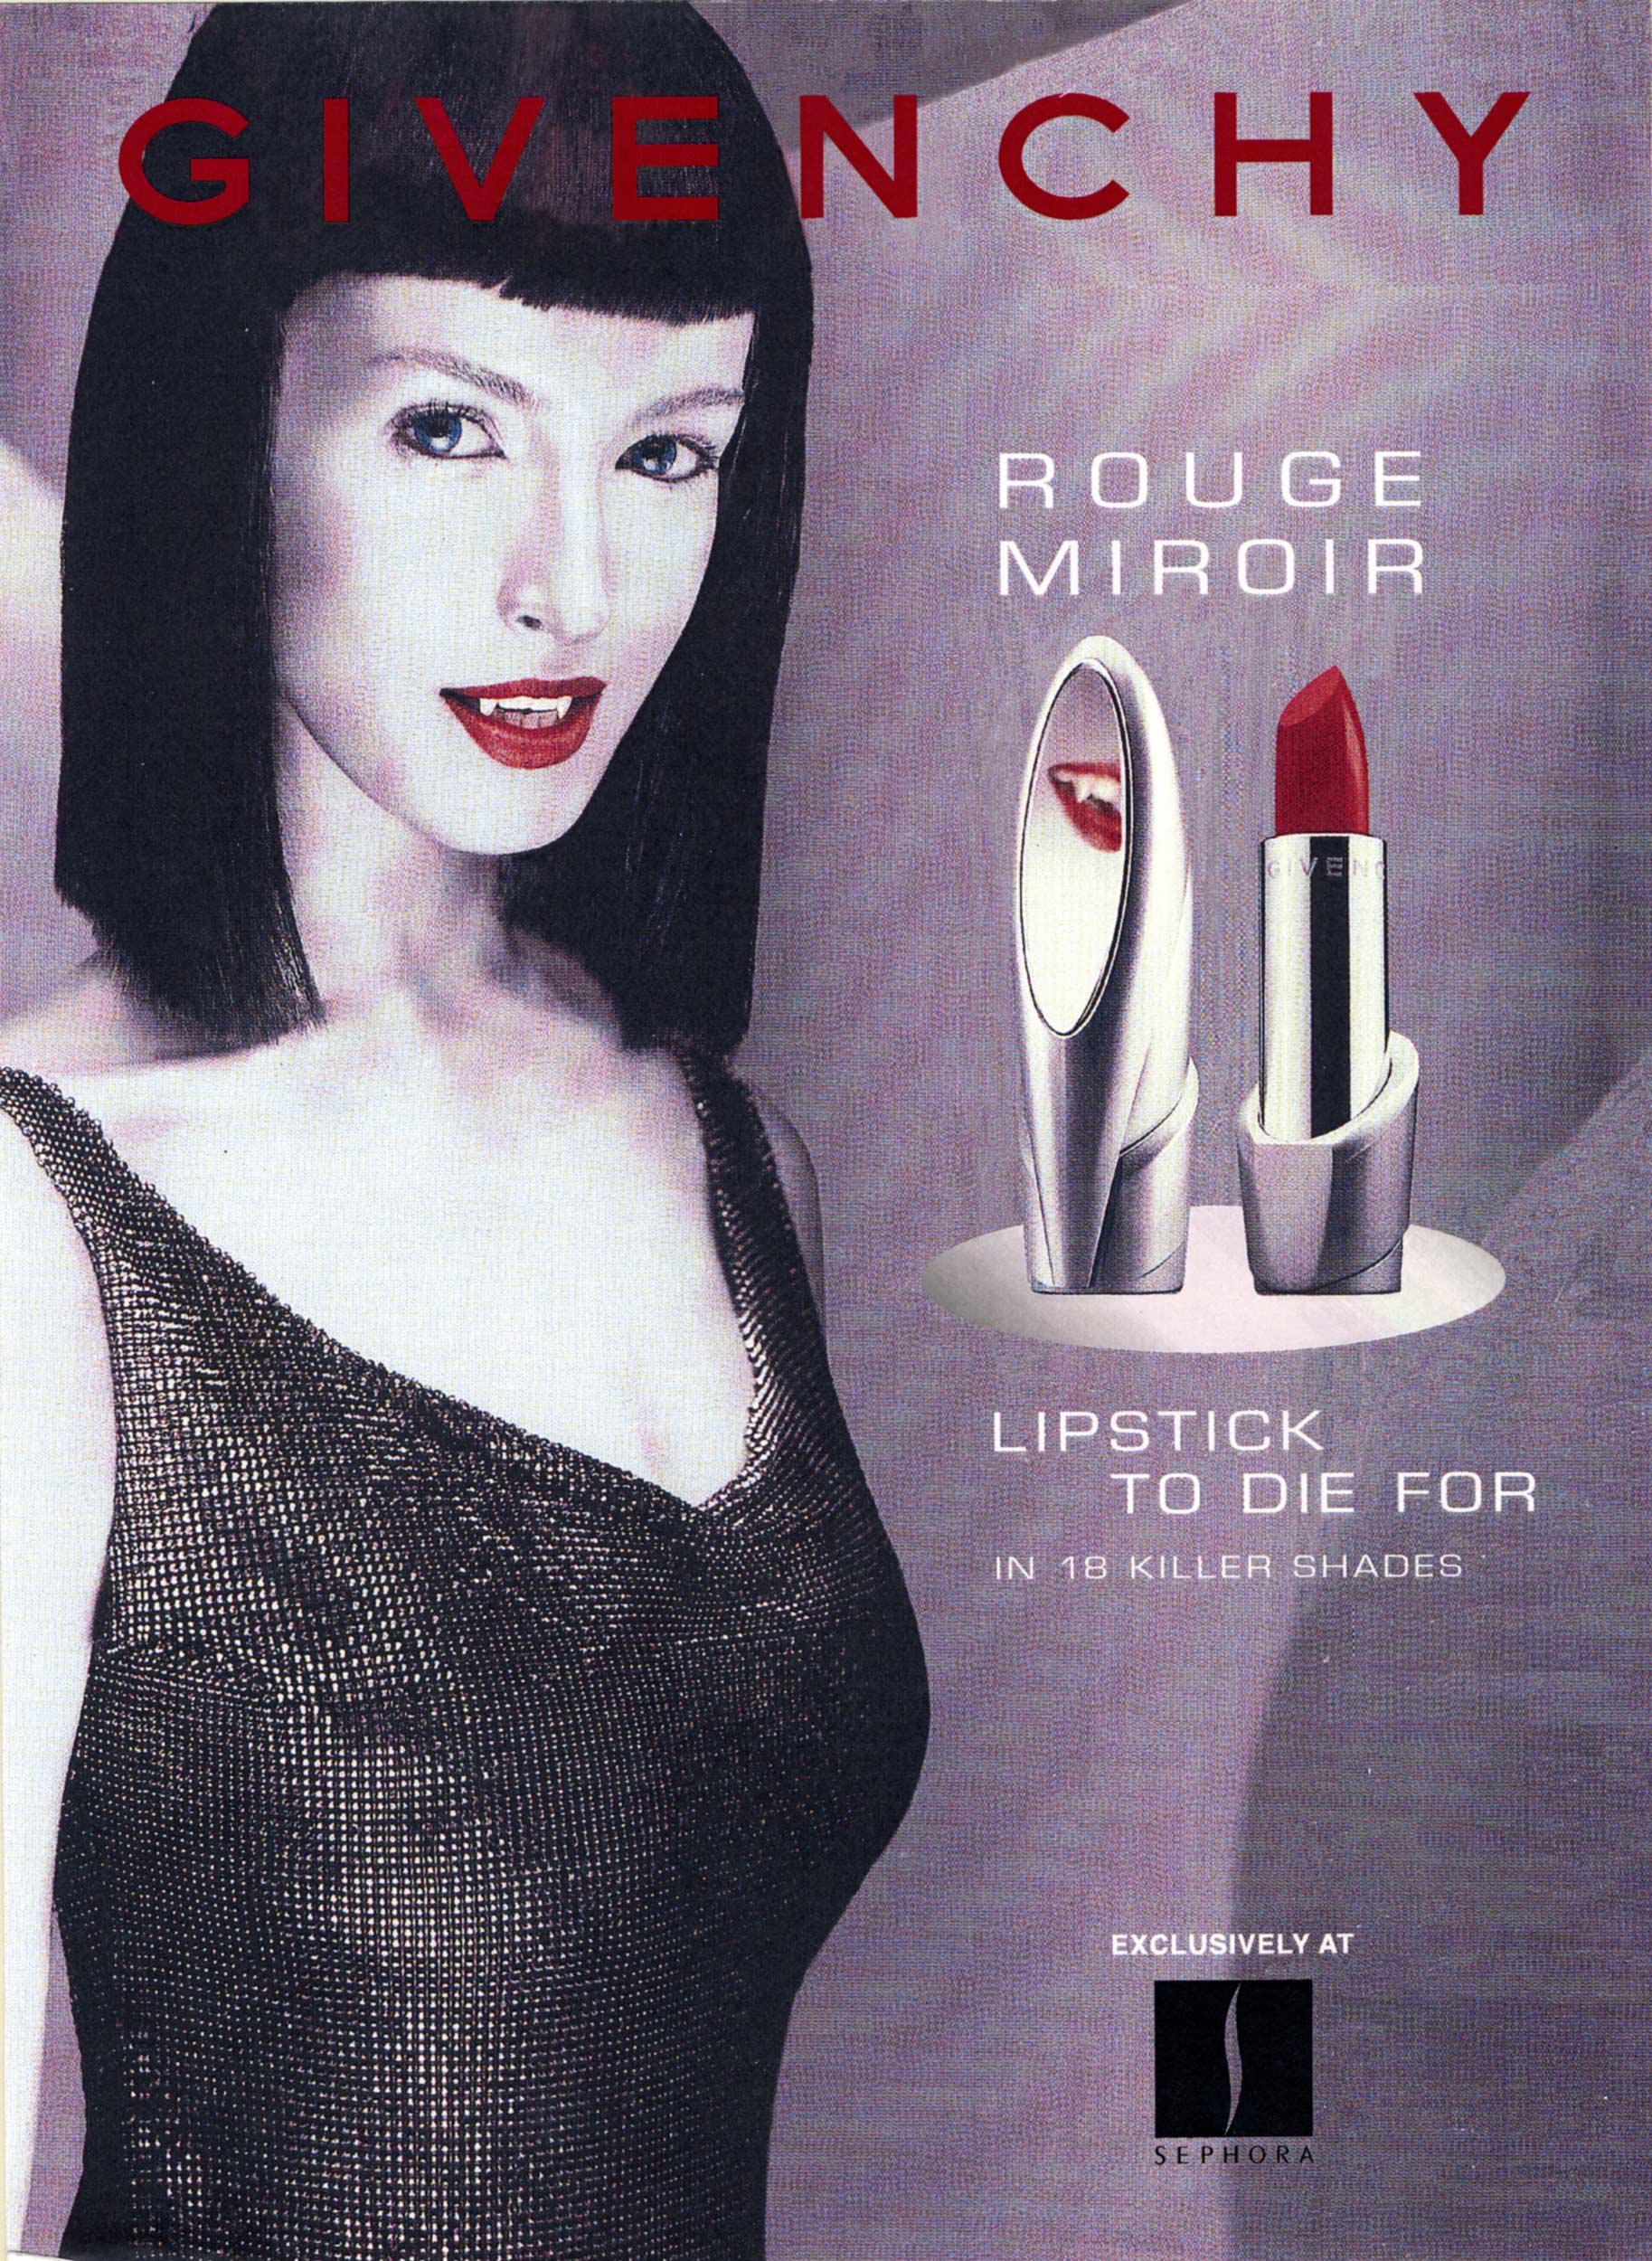 GIVENCHY
ROUGE
MIROIR
GIVENC
LIPSTICK
TO DIE FOR
IN 18 KILLER SHADES
EXCLUSIVELY AT
SEPHORA